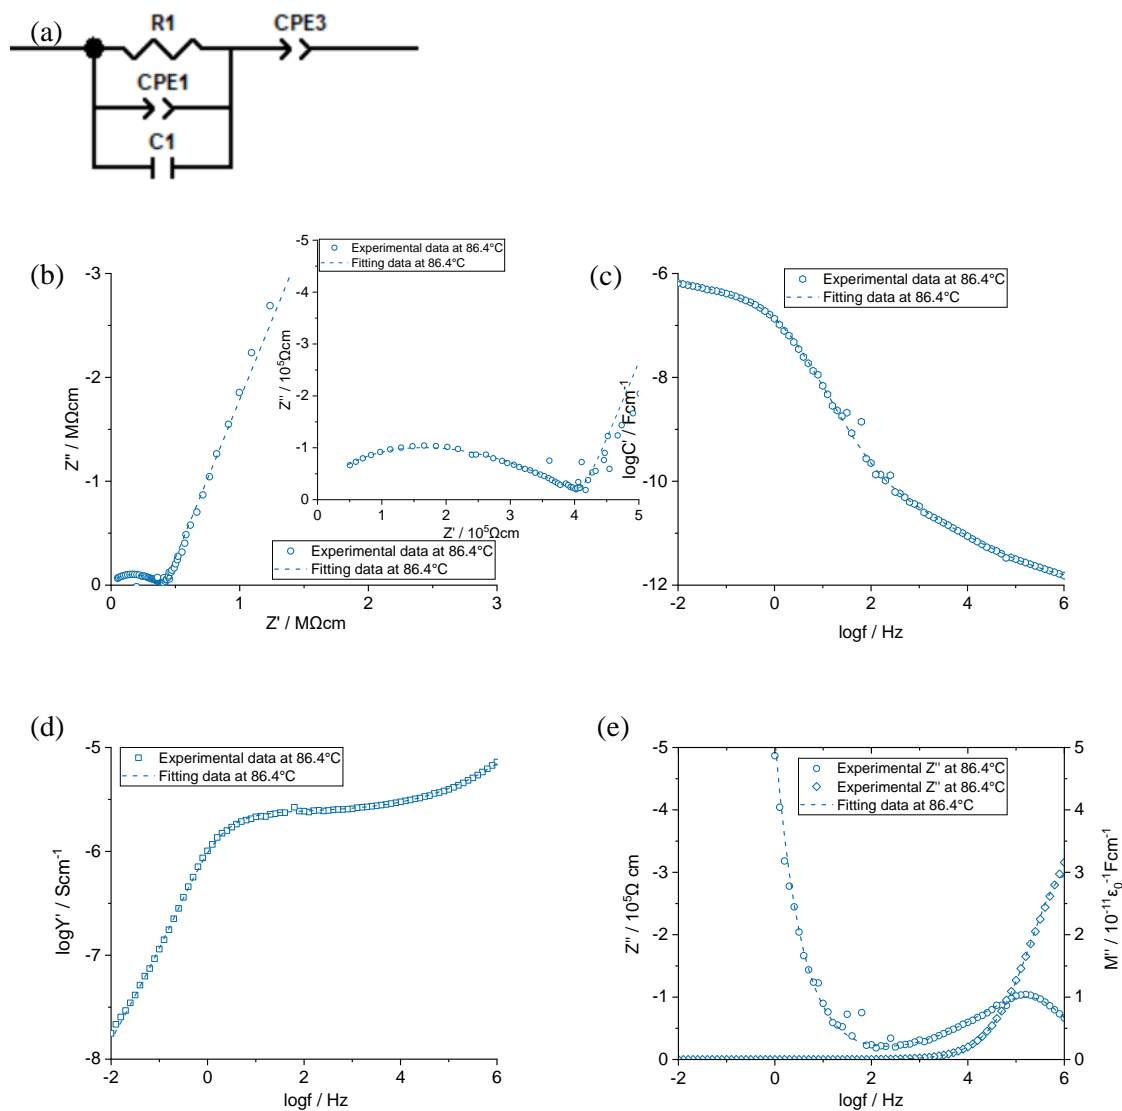 (a)
R1
CPE3
CPE1
C1
(b)
-3
-2
-1
0
Z'' / MΩcm
0
1
2
3
Z' / MΩcm
Experimental data at 86.4°C
Fitting data at 86.4°C
-5
-4
-3
-2
-1
0
Z'' / 10⁵Ωcm
0
1
2
3
4
5
Z' / 10⁵Ωcm
Experimental data at 86.4°C
Fitting data at 86.4°C
(c)
-6
-8
-10
-12
logC' / Fcm⁻¹
-2
0
2
4
6
logf / Hz
Experimental data at 86.4°C
Fitting data at 86.4°C
(d)
-5
-6
-7
-8
logY' / Scm⁻¹
-2
0
2
4
6
logf / Hz
Experimental data at 86.4°C
Fitting data at 86.4°C
(e)
-5
-4
-3
-2
-1
0
Z'' / 10⁵Ω cm
-2
0
2
4
6
logf / Hz
5
4
3
2
1
0
M'' / 10⁻¹¹ε₀⁻¹Fcm⁻¹
Experimental Z'' at 86.4°C
Experimental Z'' at 86.4°C
Fitting data at 86.4°C